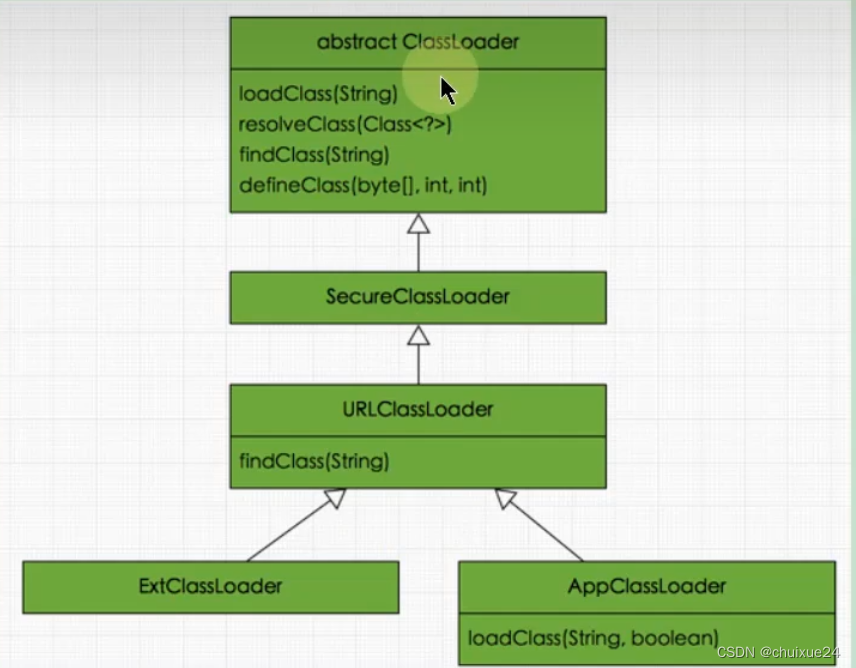 abstract ClassLoader
loadClass(String)
resolveClass(Class<?>)
findClass(String)
defineClass(byte[], int, int)
SecureClassLoader
URLClassLoader
findClass(String)
ExtClassLoader
AppClassLoader
loadClass(String, boolean)
CSDN @chuixue24